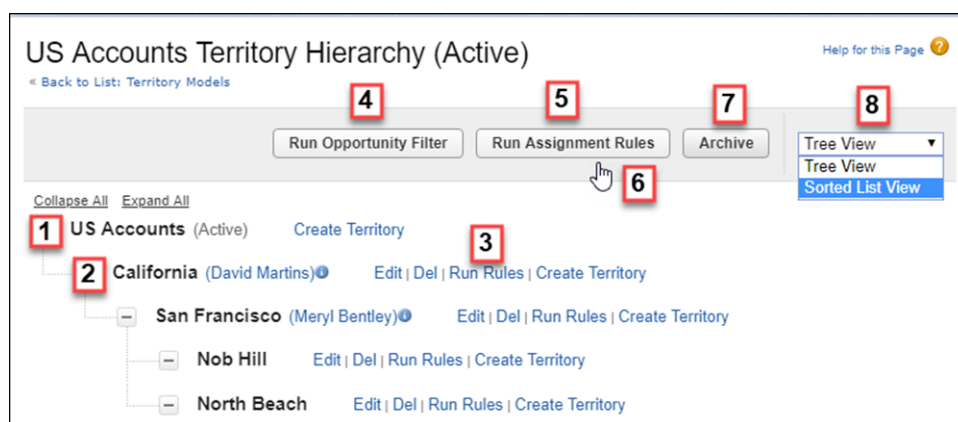 US Accounts Territory Hierarchy (Active)
Help for this Page ?
« Back to List: Territory Models
4
5
7
8
Run Opportunity Filter
Run Assignment Rules
Archive
Tree View
Tree View
Sorted List View
6
Collapse All Expand All
1 US Accounts (Active) Create Territory
3
2 California (David Martins) Edit | Del | Run Rules | Create Territory
San Francisco (Meryl Bentley) Edit | Del | Run Rules | Create Territory
Nob Hill Edit | Del | Run Rules | Create Territory
North Beach Edit | Del | Run Rules | Create Territory